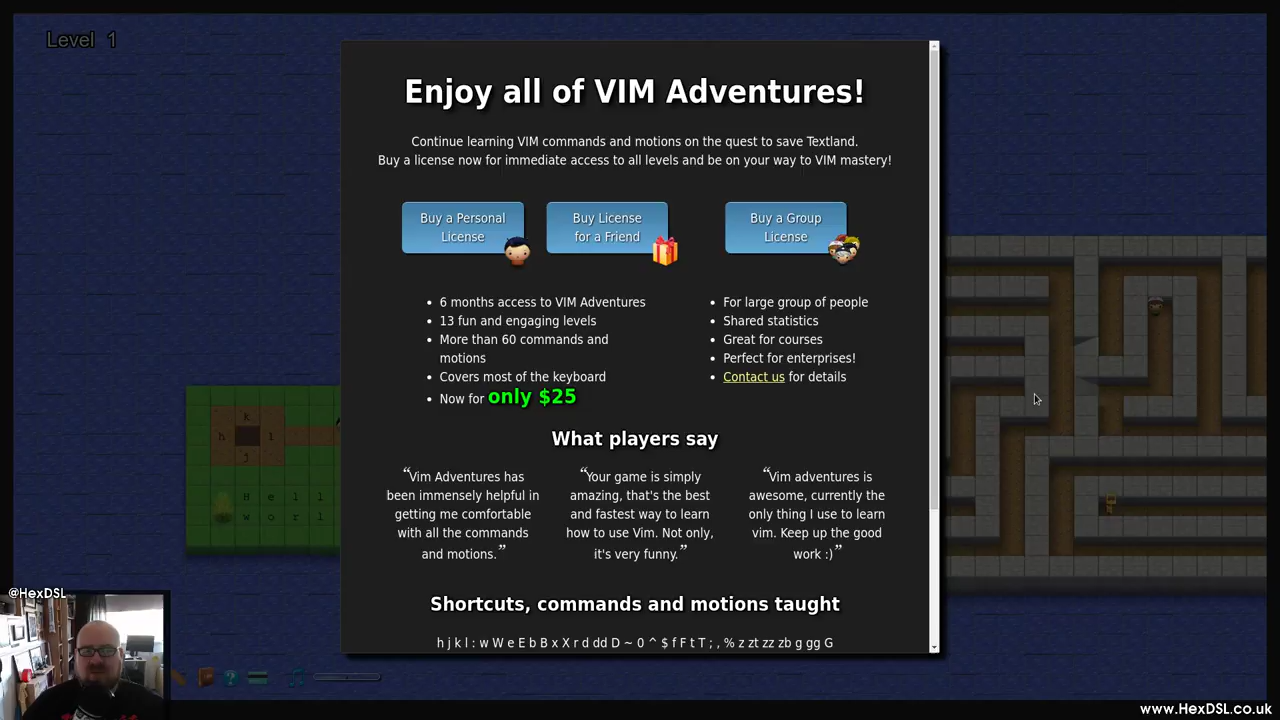 Level 1
Enjoy all of VIM Adventures!
Continue learning VIM commands and motions on the quest to save Textland.
Buy a license now for immediate access to all levels and be on your way to VIM mastery!
Buy a Personal
License
Buy License
for a Friend
Buy a Group
License
• 6 months access to VIM Adventures
• 13 fun and engaging levels
• More than 60 commands and
motions
• Covers most of the keyboard
• Now for only $25
• For large group of people
• Shared statistics
• Great for courses
• Perfect for enterprises!
• Contact us for details
What players say
“Vim Adventures has
been immensely helpful in
getting me comfortable
with all the commands
and motions.”
“Your game is simply
amazing, that's the best
and fastest way to learn
how to use Vim. Not only,
it's very funny.”
“Vim adventures is
awesome, currently the
only thing I use to learn
vim. Keep up the good
work :)”
Shortcuts, commands and motions taught
h j k l : w W e E b B x X r d dd D ~ 0 ^ $ f F t T ; , % z zt zz zb g gg G
k
h l
j
H e l l
w o r l
@HexDSL
www.HexDSL.co.uk